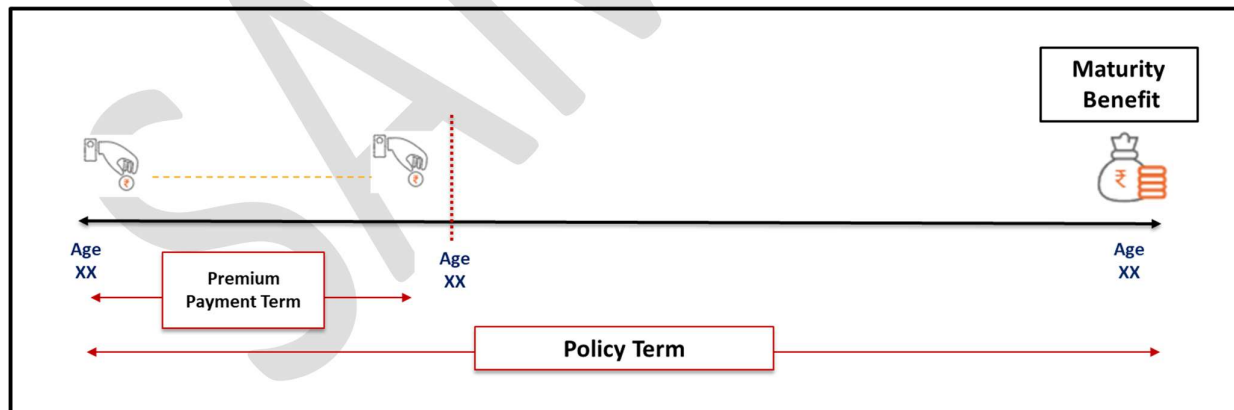 Maturity
Benefit
₹
₹
₹
Age
XX
Age
XX
Age
XX
Premium
Payment Term
Policy Term